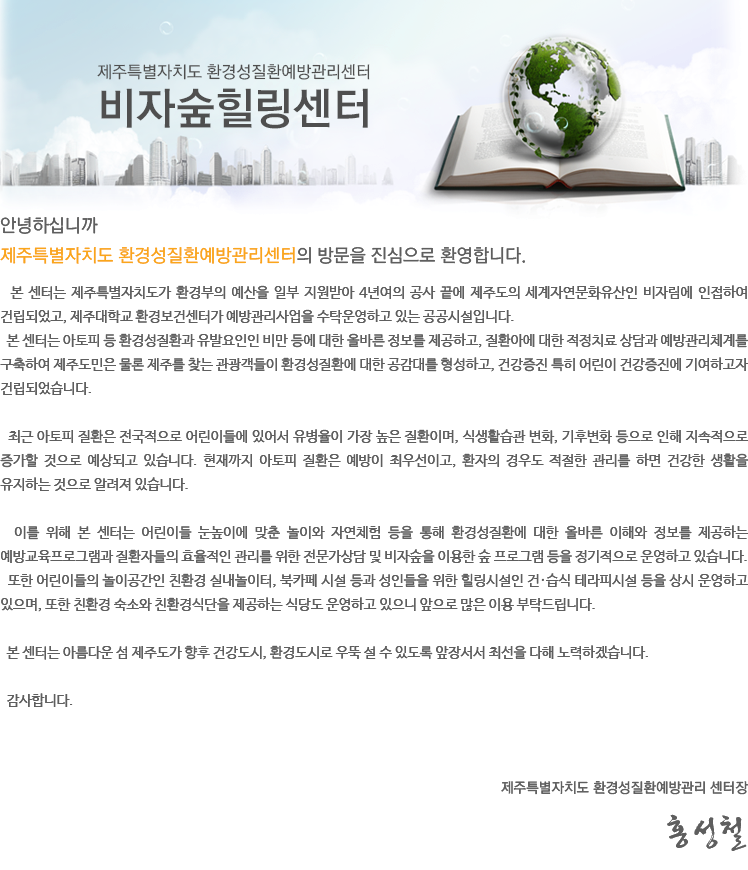 제주특별자치도 환경성질환예방관리센터
비자숲힐링센터
안녕하십니까
제주특별자치도 환경성질환예방관리센터의 방문을 진심으로 환영합니다.
본 센터는 제주특별자치도가 환경부의 예산을 일부 지원받아 4년여의 공사 끝에 제주도의 세계자연문화유산인 비자림에 인접하여
건립되었고, 제주대학교 환경보건센터가 예방관리사업을 수탁운영하고 있는 공공시설입니다.
본 센터는 아토피 등 환경성질환과 유발요인인 비만 등에 대한 올바른 정보를 제공하고, 질환아에 대한 적정치료 상담과 예방관리체계를
구축하여 제주도민은 물론 제주를 찾는 관광객들이 환경성질환에 대한 공감대를 형성하고, 건강증진 특히 어린이 건강증진에 기여하고자
건립되었습니다.
최근 아토피 질환은 전국적으로 어린이들에 있어서 유병율이 가장 높은 질환이며, 식생활습관 변화, 기후변화 등으로 인해 지속적으로
증가할 것으로 예상되고 있습니다. 현재까지 아토피 질환은 예방이 최우선이고, 환자의 경우도 적절한 관리를 하면 건강한 생활을
유지하는 것으로 알려져 있습니다.
이를 위해 본 센터는 어린이들 눈높이에 맞춘 놀이와 자연체험 등을 통해 환경성질환에 대한 올바른 이해와 정보를 제공하는
예방교육프로그램과 질환자들의 효율적인 관리를 위한 전문가상담 및 비자숲을 이용한 숲 프로그램 등을 정기적으로 운영하고 있습니다.
또한 어린이들의 놀이공간인 친환경 실내놀이터, 북카페 시설 등과 성인들을 위한 힐링시설인 건·습식 테라피시설 등을 상시 운영하고
있으며, 또한 친환경 숙소와 친환경식단을 제공하는 식당도 운영하고 있으니 앞으로 많은 이용 부탁드립니다.
본 센터는 아름다운 섬 제주도가 향후 건강도시, 환경도시로 우뚝 설 수 있도록 앞장서서 최선을 다해 노력하겠습니다.
감사합니다.
제주특별자치도 환경성질환예방관리 센터장
홍성철